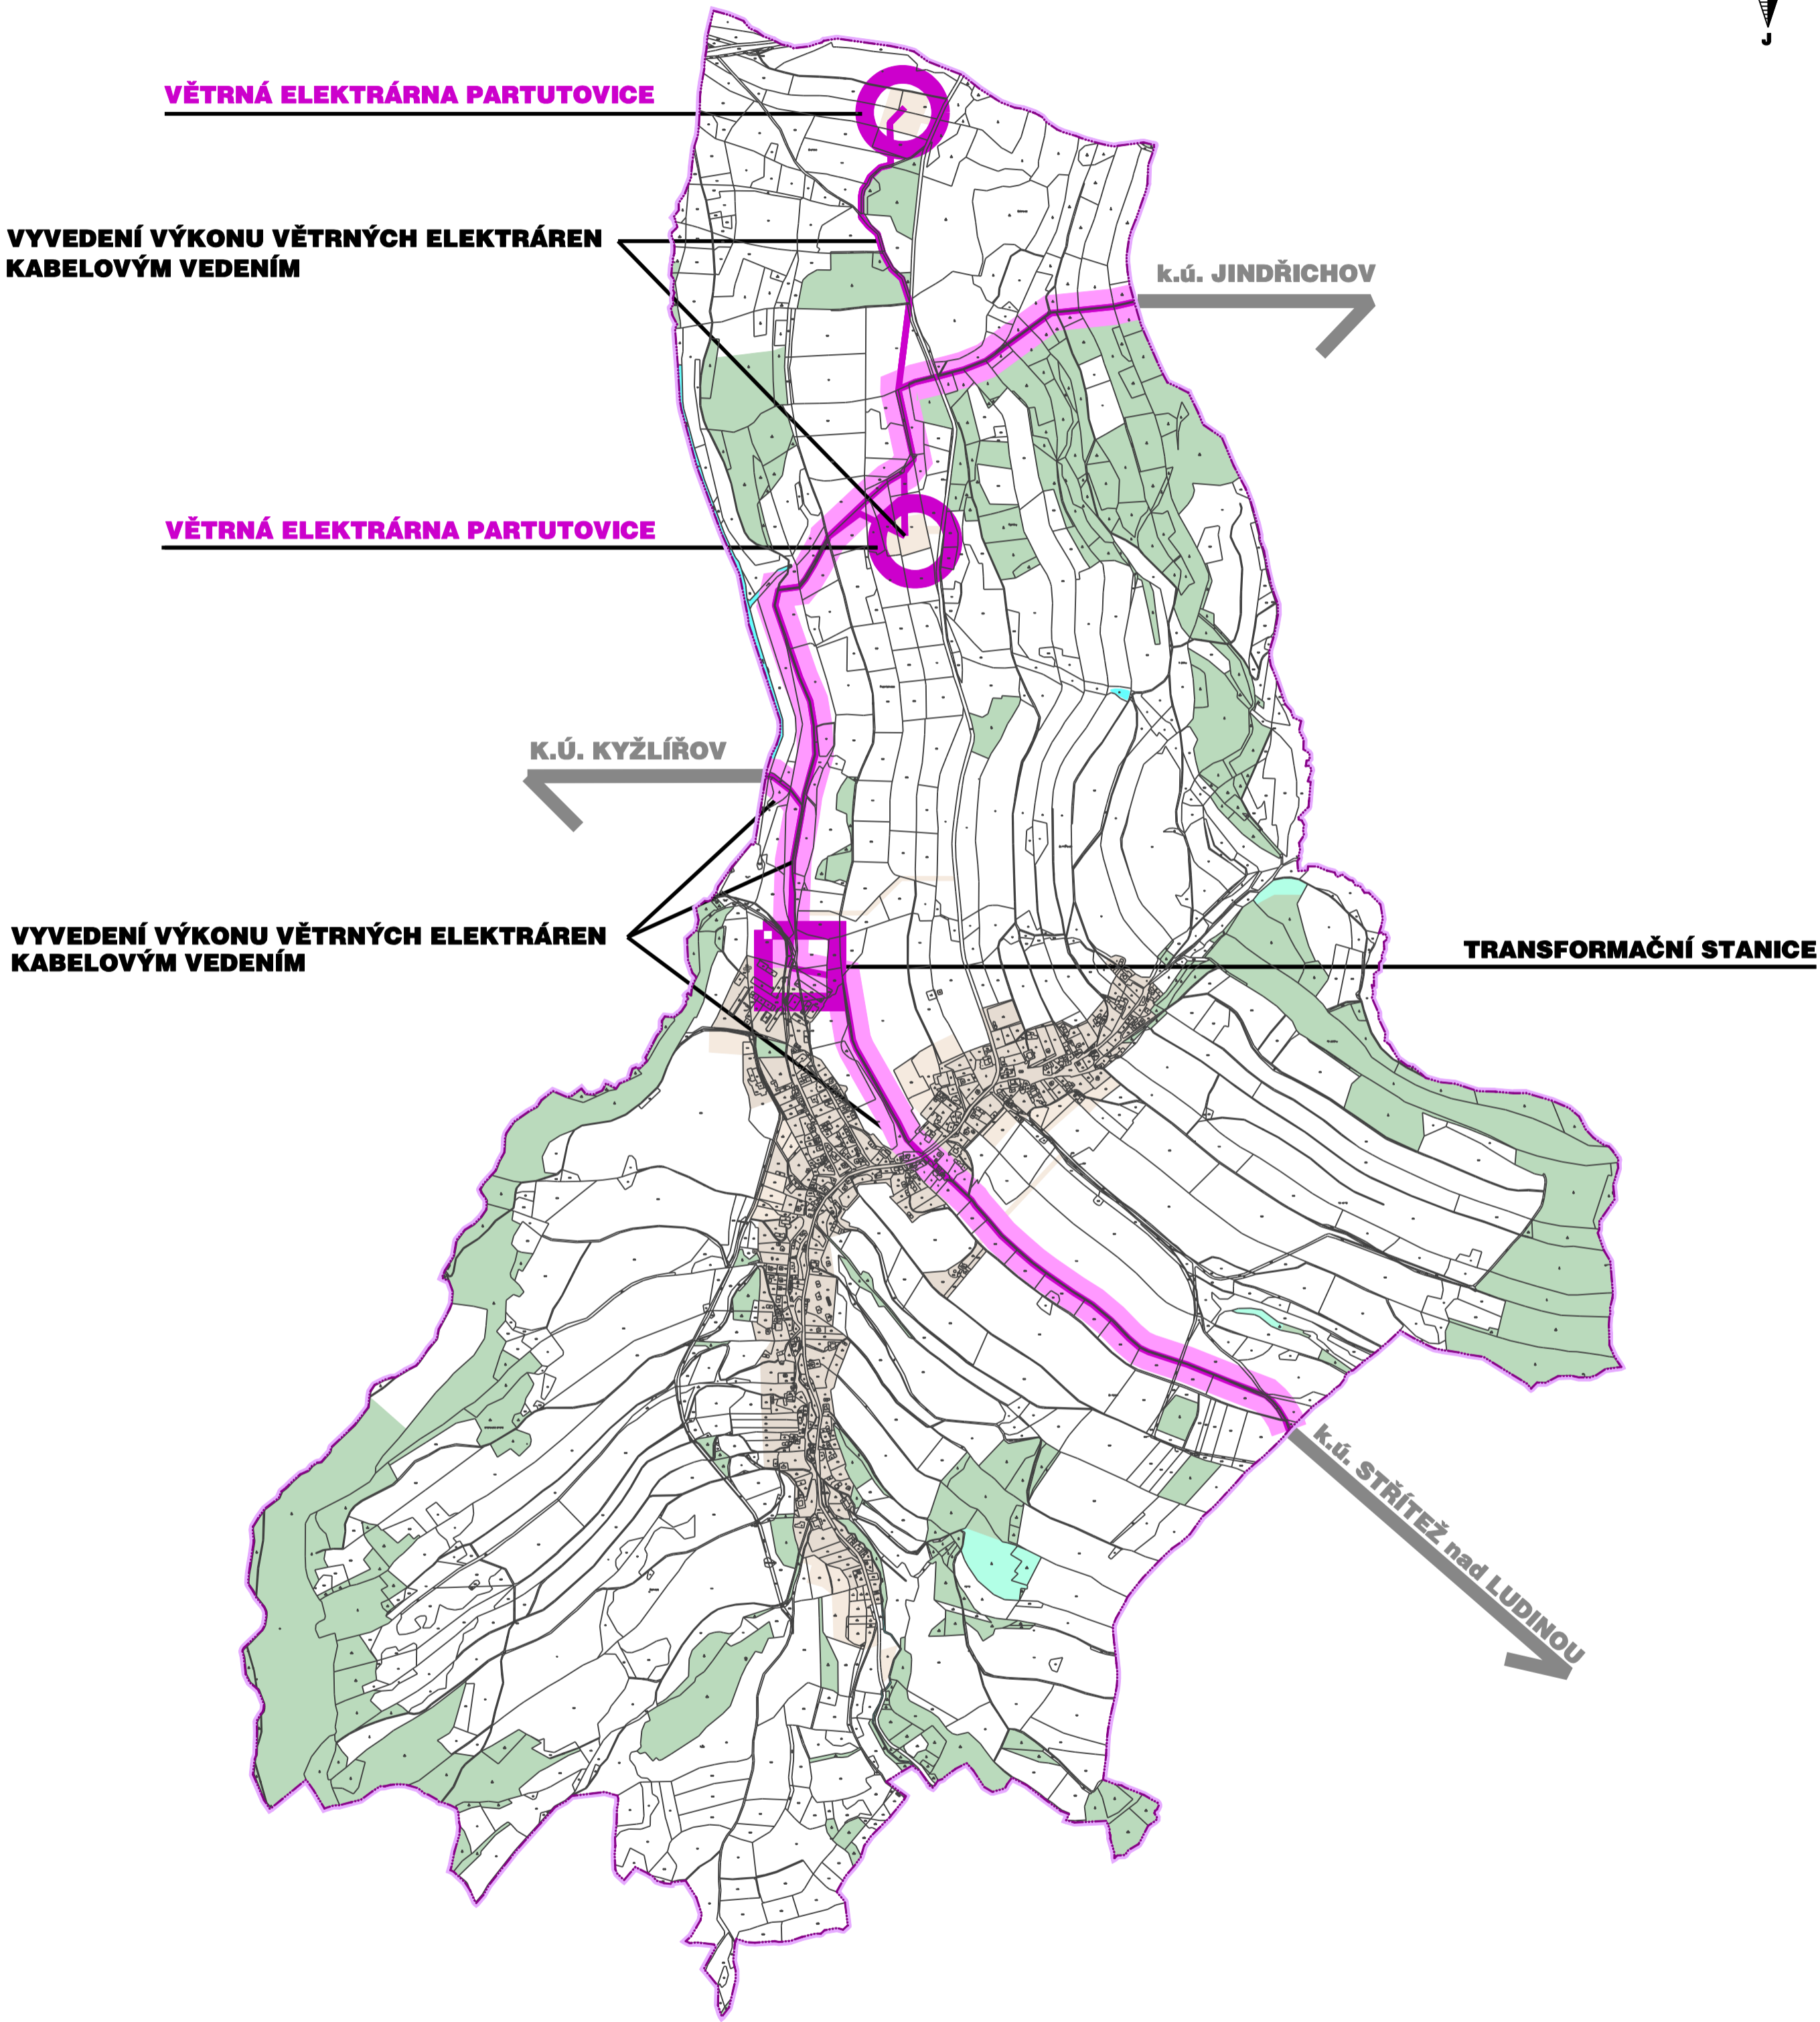 J
VĚTRNÁ ELEKTRÁRNA PARTUTOVICE
VYVEDENÍ VÝKONU VĚTRNÝCH ELEKTRÁREN
KABELOVÝM VEDENÍM
k.ú. JINDŘICHOV
VĚTRNÁ ELEKTRÁRNA PARTUTOVICE
K.Ú. KYŽLÍŘOV
VYVEDENÍ VÝKONU VĚTRNÝCH ELEKTRÁREN
KABELOVÝM VEDENÍM
TRANSFORMAČNÍ STANICE
k.ú. STŘÍTEŽ nad LUDINOU